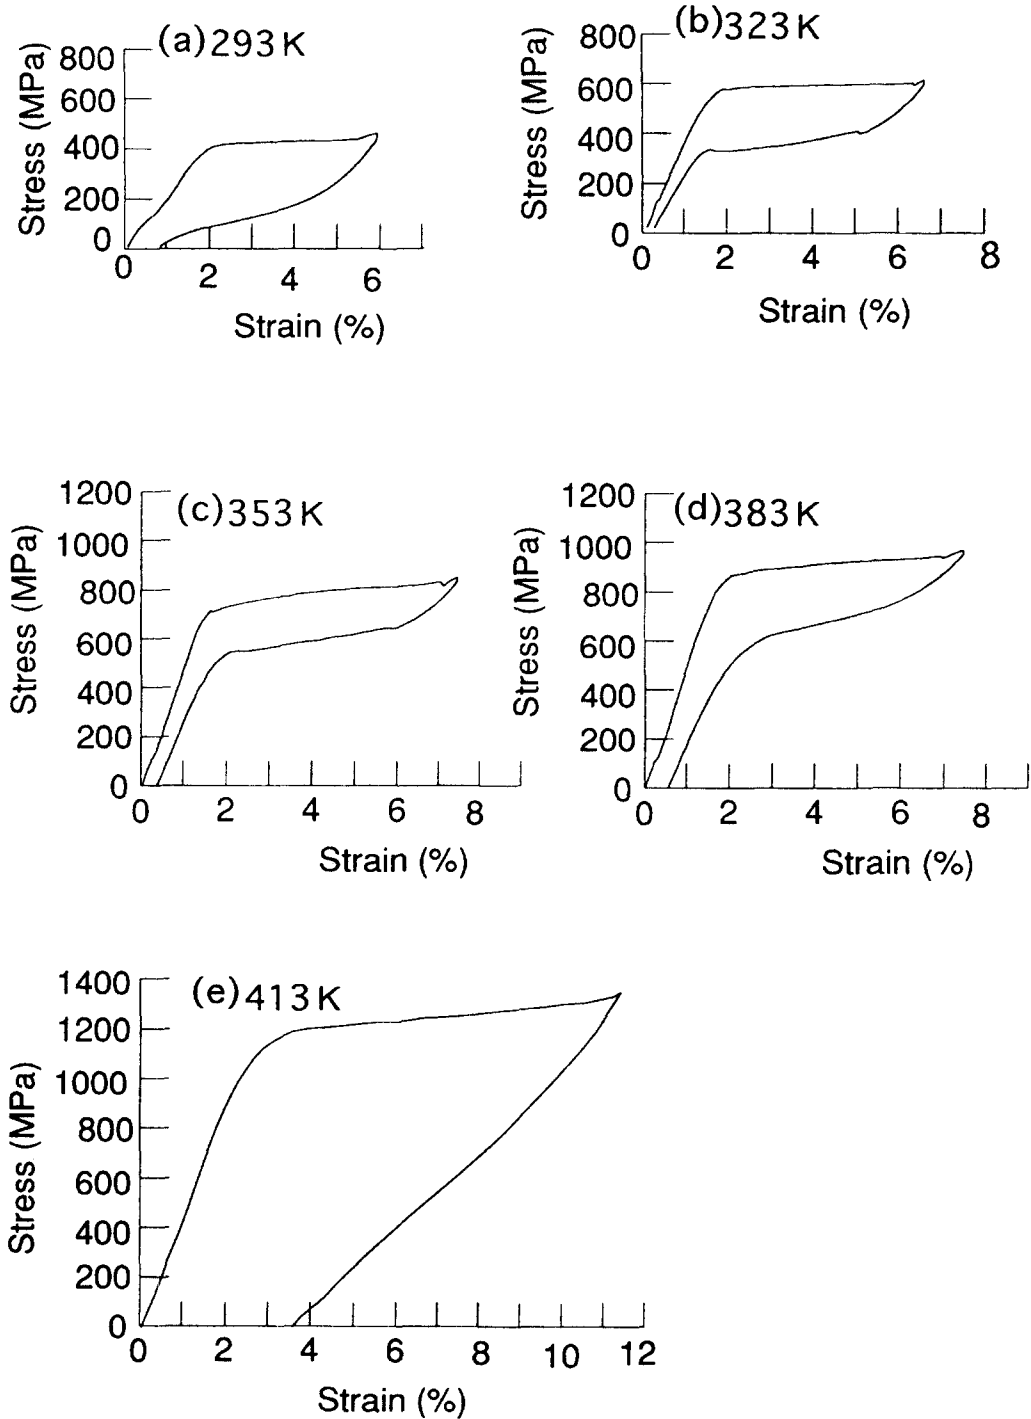 (a)293K
Stress (MPa)
800
600
400
200
0
0 2 4 6
Strain (%)
(b)323K
Stress (MPa)
800
600
400
200
0
0 2 4 6 8
Strain (%)
(c)353K
Stress (MPa)
1200
1000
800
600
400
200
0
0 2 4 6 8
Strain (%)
(d)383K
Stress (MPa)
1200
1000
800
600
400
200
0
0 2 4 6 8
Strain (%)
(e)413K
Stress (MPa)
1400
1200
1000
800
600
400
200
0
0 2 4 6 8 10 12
Strain (%)